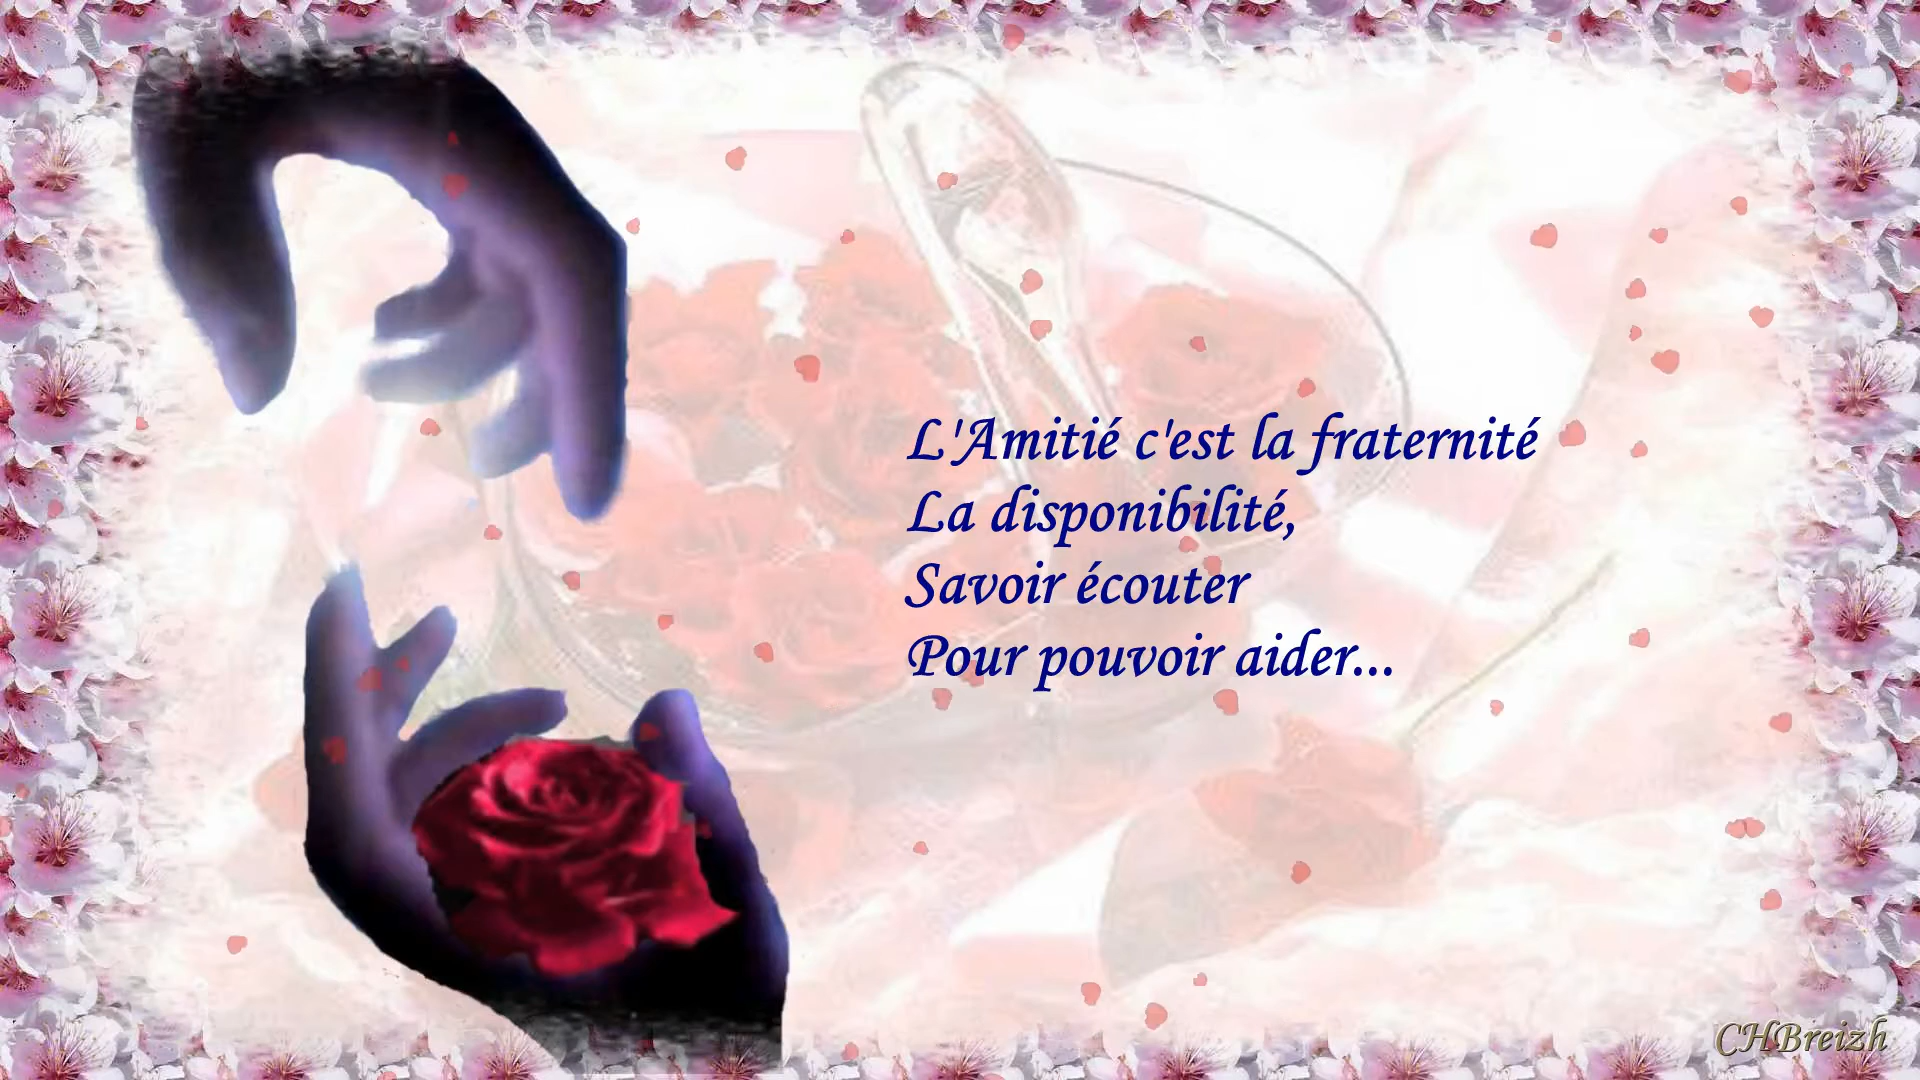 L'Amitié c'est la fraternité
La disponibilité,
Savoir écouter
Pour pouvoir aider...
CHBreizh